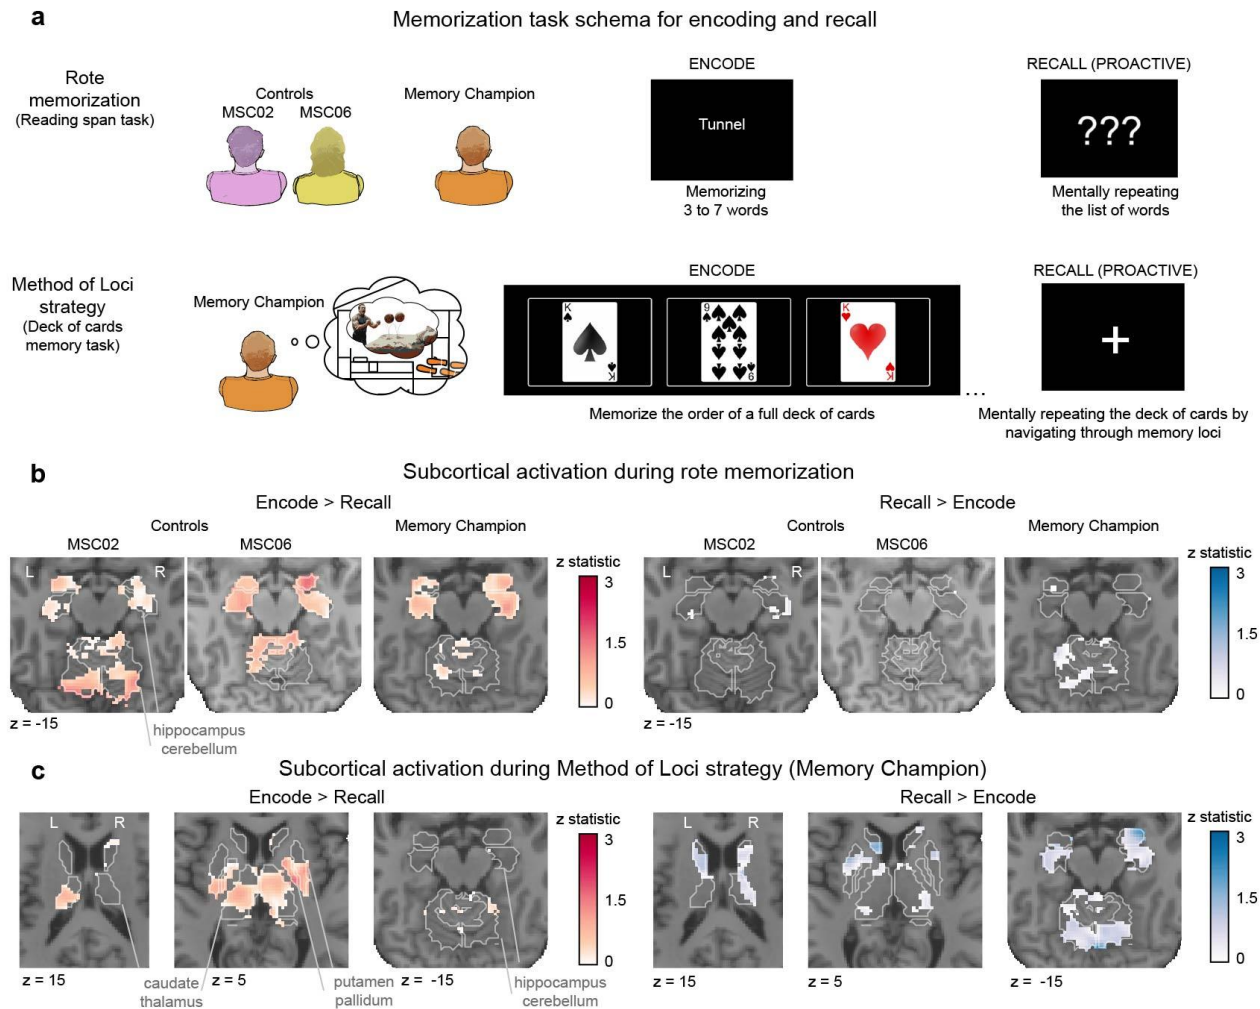 a
Memorization task schema for encoding and recall
Rote
memorization
(Reading span task)
Controls
MSC02 MSC06
Memory Champion
ENCODE
Tunnel
Memorizing
3 to 7 words
RECALL (PROACTIVE)
???
Mentally repeating
the list of words
Method of Loci
strategy
(Deck of cards
memory task)
Memory Champion
ENCODE
K
K
9
9
K
K
...
Memorize the order of a full deck of cards
RECALL (PROACTIVE)
+
Mentally repeating the deck of cards by
navigating through memory loci
b
Subcortical activation during rote memorization
Encode > Recall
Controls
MSC02 MSC06
Memory Champion
L R
z statistic
3
1.5
0
z = -15
hippocampus
cerebellum
Recall > Encode
Controls
MSC02 MSC06
Memory Champion
L R
z statistic
3
1.5
0
z = -15
c
Subcortical activation during Method of Loci strategy (Memory Champion)
Encode > Recall
L R
z statistic
3
1.5
0
z = 15
z = 5
z = -15
caudate
thalamus
putamen
pallidum
hippocampus
cerebellum
Recall > Encode
L R
z statistic
3
1.5
0
z = 15
z = 5
z = -15